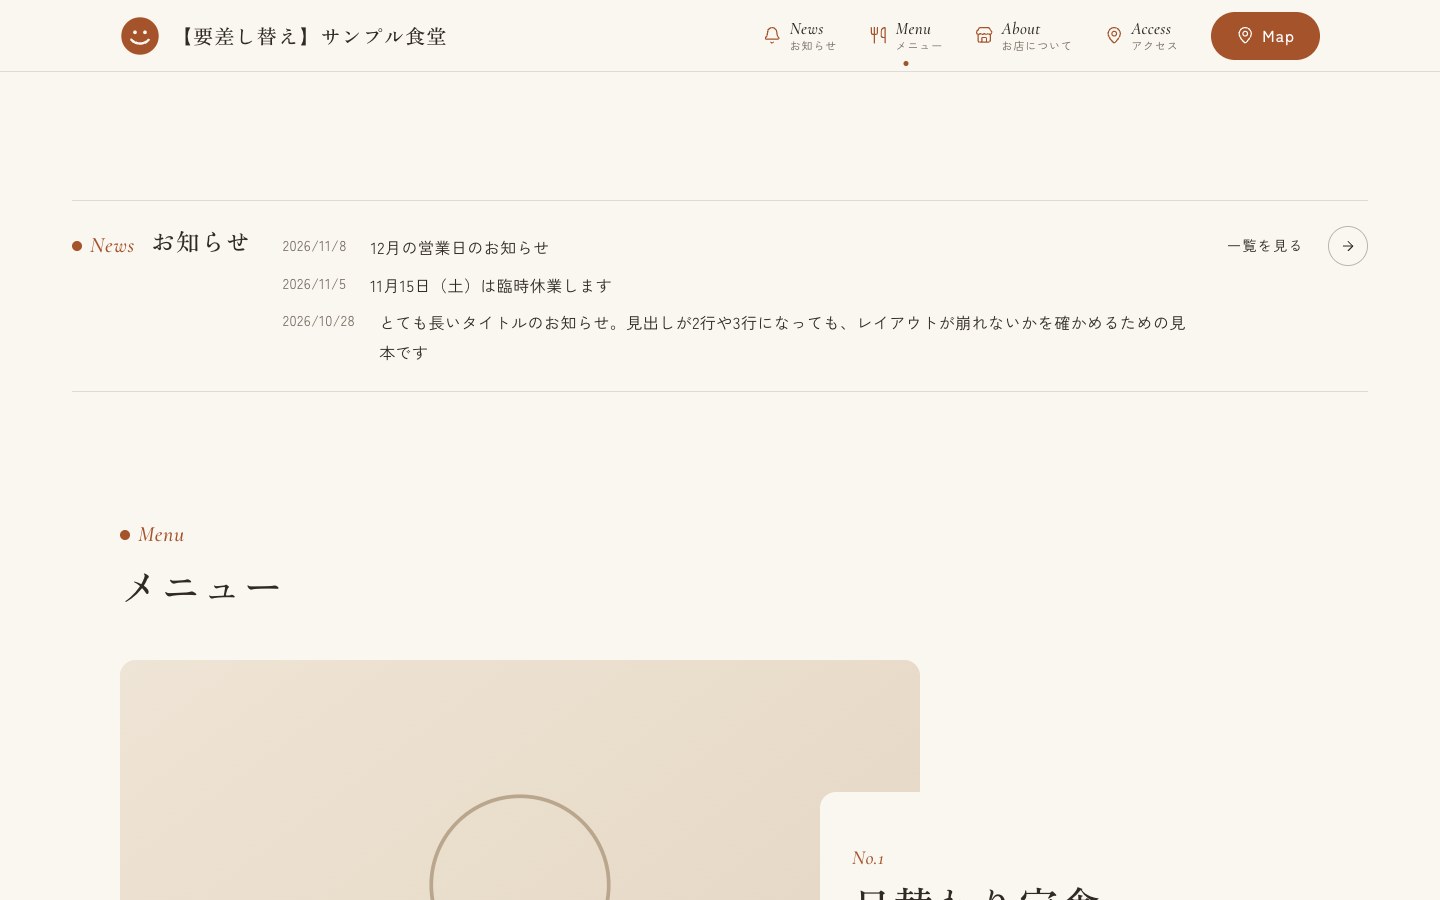 【要差し替え】サンプル食堂
News
お知らせ
Menu
メニュー
About
お店について
Access
アクセス
Map
News お知らせ
2026/11/8 12月の営業日のお知らせ
一覧を見る
2026/11/5 11月15日（土）は臨時休業します
2026/10/28 とても長いタイトルのお知らせ。見出しが2行や3行になっても、レイアウトが崩れないかを確かめるための見
本です
Menu
メニュー
No.1
日替わり定食